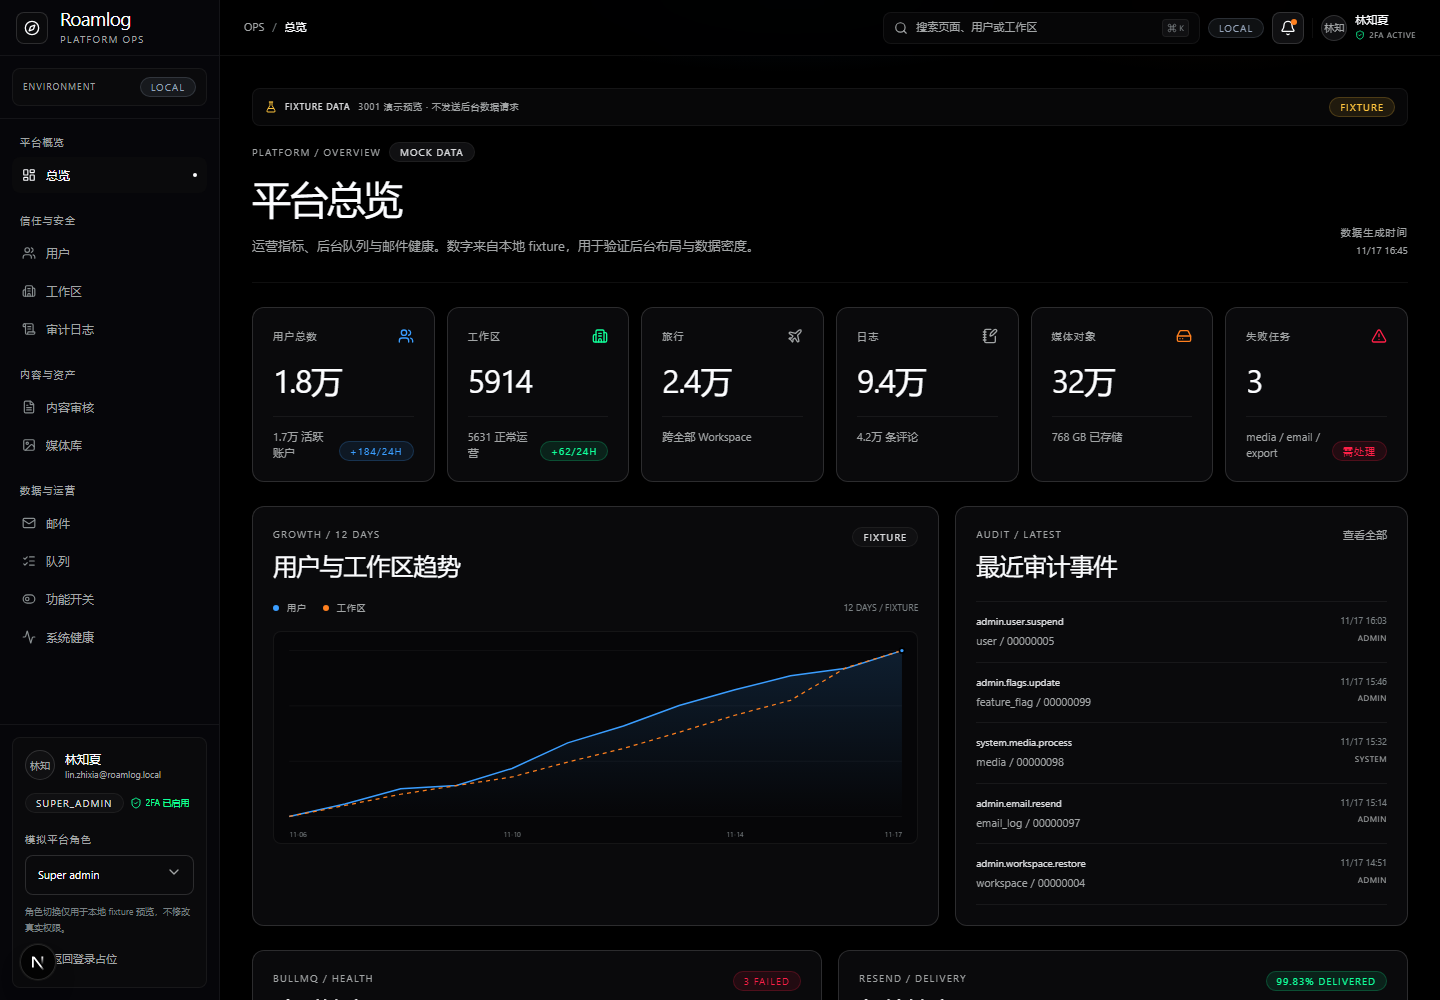 Roamlog
PLATFORM OPS
ENVIRONMENT
LOCAL
平台概览
总览
信任与安全
用户
工作区
审计日志
内容与资产
内容审核
媒体库
数据与运营
邮件
队列
功能开关
系统健康
林知
林知夏
lin.zhixia@roamlog.local
SUPER_ADMIN
2FA 已启用
模拟平台角色
Super admin
角色切换仅用于本地 fixture 预览，不修改
真实权限。
返回登录占位
OPS / 总览
搜索页面、用户或工作区
⌘ K
LOCAL
林知
林知夏
2FA ACTIVE
FIXTURE DATA 3001 演示预览 · 不发送后台数据请求
FIXTURE
PLATFORM / OVERVIEW
MOCK DATA
平台总览
运营指标、后台队列与邮件健康。数字来自本地 fixture，用于验证后台布局与数据密度。
数据生成时间
11/17 16:45
用户总数
1.8万
1.7万 活跃
账户
+184/24H
工作区
5914
5631 正常运
营
+62/24H
旅行
2.4万
跨全部 Workspace
日志
9.4万
4.2万 条评论
媒体对象
32万
768 GB 已存储
失败任务
3
media / email /
export
需处理
GROWTH / 12 DAYS
FIXTURE
用户与工作区趋势
用户
工作区
12 DAYS / FIXTURE
11-06
11-10
11-14
11-17
AUDIT / LATEST
查看全部
最近审计事件
admin.user.suspend
11/17 16:03
user / 00000005
ADMIN
admin.flags.update
11/17 15:46
feature_flag / 00000099
ADMIN
system.media.process
11/17 15:32
media / 00000098
SYSTEM
admin.email.resend
11/17 15:14
email_log / 00000097
ADMIN
admin.workspace.restore
11/17 14:51
workspace / 00000004
ADMIN
BULLMQ / HEALTH
3 FAILED
RESEND / DELIVERY
99.83% DELIVERED